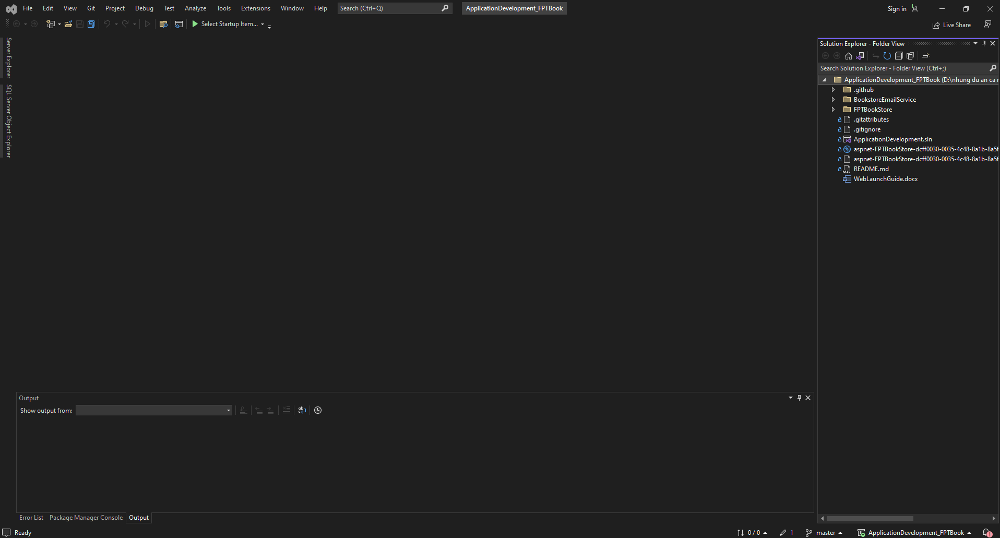 File Edit View Git Project Debug Test Analyze Tools Extensions Window Help Search (Ctrl+Q) ApplicationDevelopment_FPTBook Sign in
Select Startup Item... Live Share
Server Explorer
SQL Server Object Explorer
Solution Explorer - Folder View
Search Solution Explorer - Folder View (Ctrl+;)
ApplicationDevelopment_FPTBook (D:\nhung du an ca r
.github
BookstoreEmailService
FPTBookStore
.gitattributes
.gitignore
ApplicationDevelopment.sln
aspnet-FPTBookStore-dcff0030-0035-4c48-8a1b-8a5f
aspnet-FPTBookStore-dcff0030-0035-4c48-8a1b-8a5f
README.md
WebLaunchGuide.docx
Output
Show output from:
Error List Package Manager Console Output
Ready 0 / 0 1 master ApplicationDevelopment_FPTBook 1